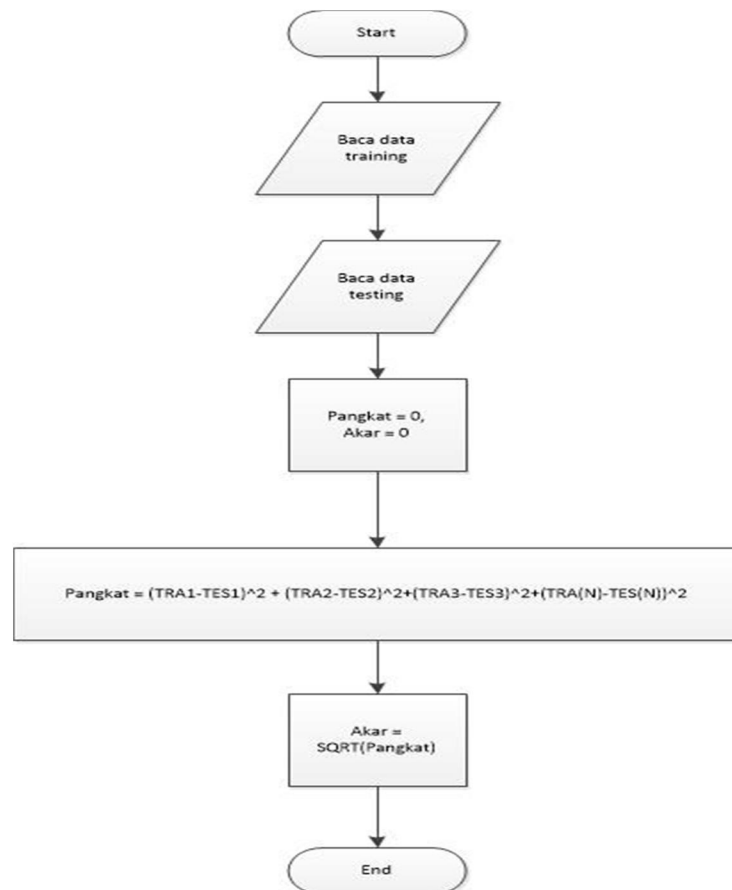 Start
Baca data
training
Baca data
testing
Pangkat = 0,
Akar = 0
Pangkat = (TRA1-TES1)^2 + (TRA2-TES2)^2+(TRA3-TES3)^2+(TRA(N)-TES(N))^2
Akar =
SQRT(Pangkat)
End